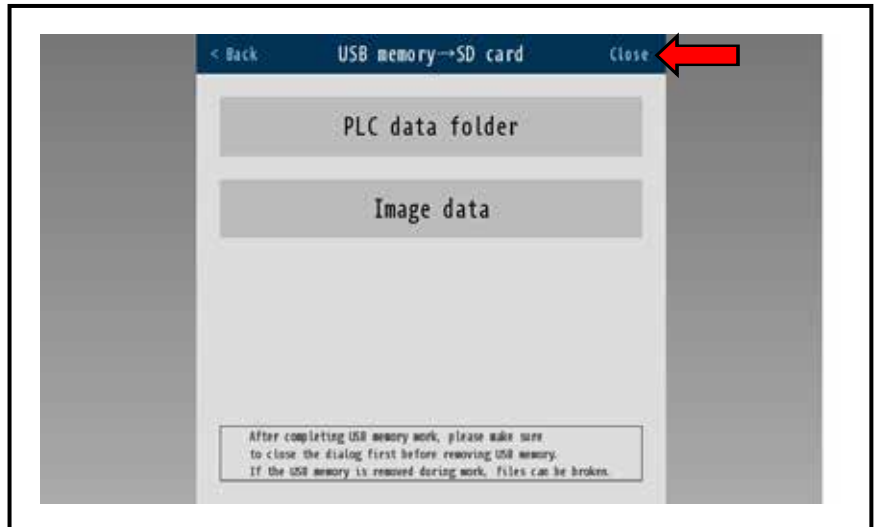 < Back USB memory→SD card Close
PLC data folder
Image data
After completing USB memory work, please make sure
to close the dialog first before removing USB memory.
If the USB memory is removed during work, files can be broken.